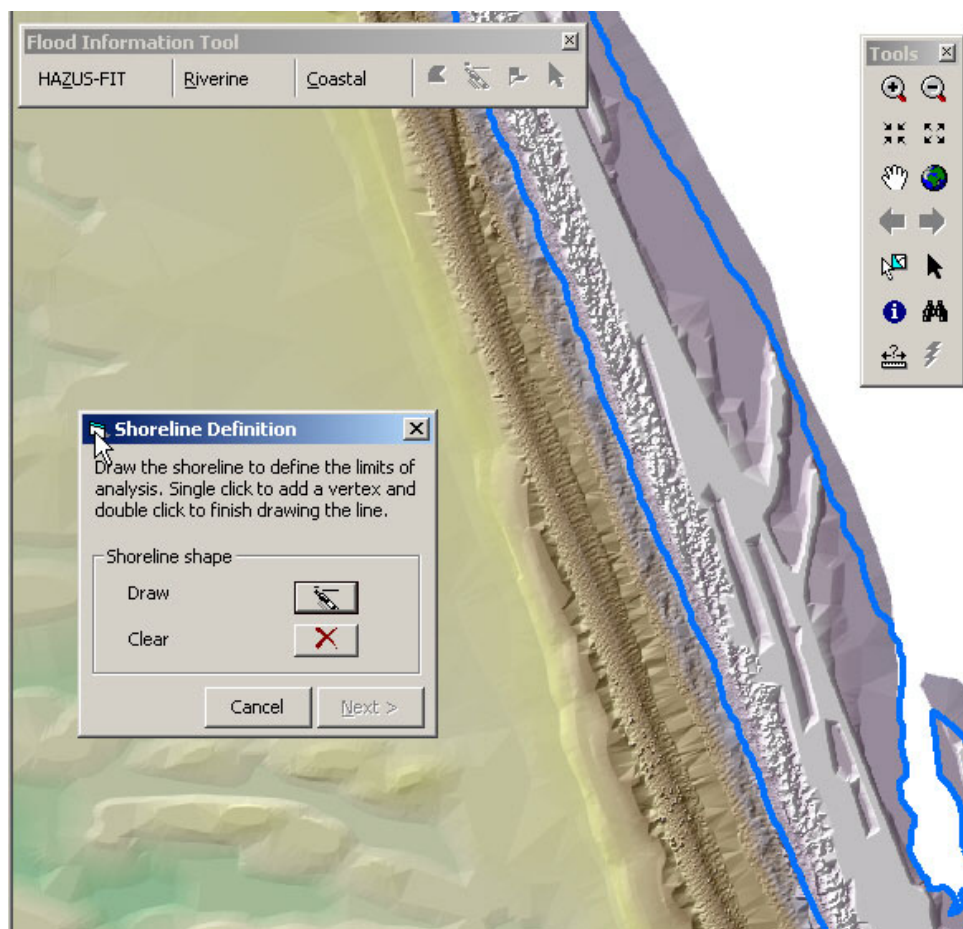 Flood Information Tool
HAZUS-FIT Riverine Coastal
Tools
Shoreline Definition
Draw the shoreline to define the limits of
analysis. Single click to add a vertex and
double click to finish drawing the line.
Shoreline shape
Draw
Clear
Cancel Next >